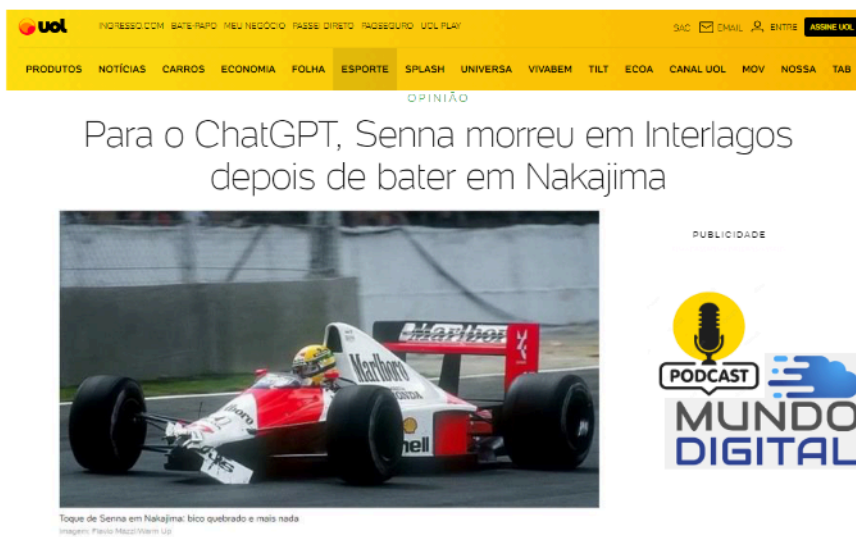 uol
INGRESSO.COM BATE-PAPO MEU NEGÓCIO PASSEI DIRETO PAGSEGURO UOL PLAY
SAC EMAIL ENTRE ASSINE UOL
PRODUTOS NOTÍCIAS CARROS ECONOMIA FOLHA ESPORTE SPLASH UNIVERSA VIVABEM TILT ECOA CANAL UOL MOV NOSSA TAB
OPINIÃO
Para o ChatGPT, Senna morreu em Interlagos
depois de bater em Nakajima
PUBLICIDADE
Marlboro
Marlboro
HONDA
hell
PODCAST
MUNDO
DIGITAL
Toque de Senna em Nakajima: bico quebrado e mais nada
Imagem: Flavio Mazzi/Warm Up